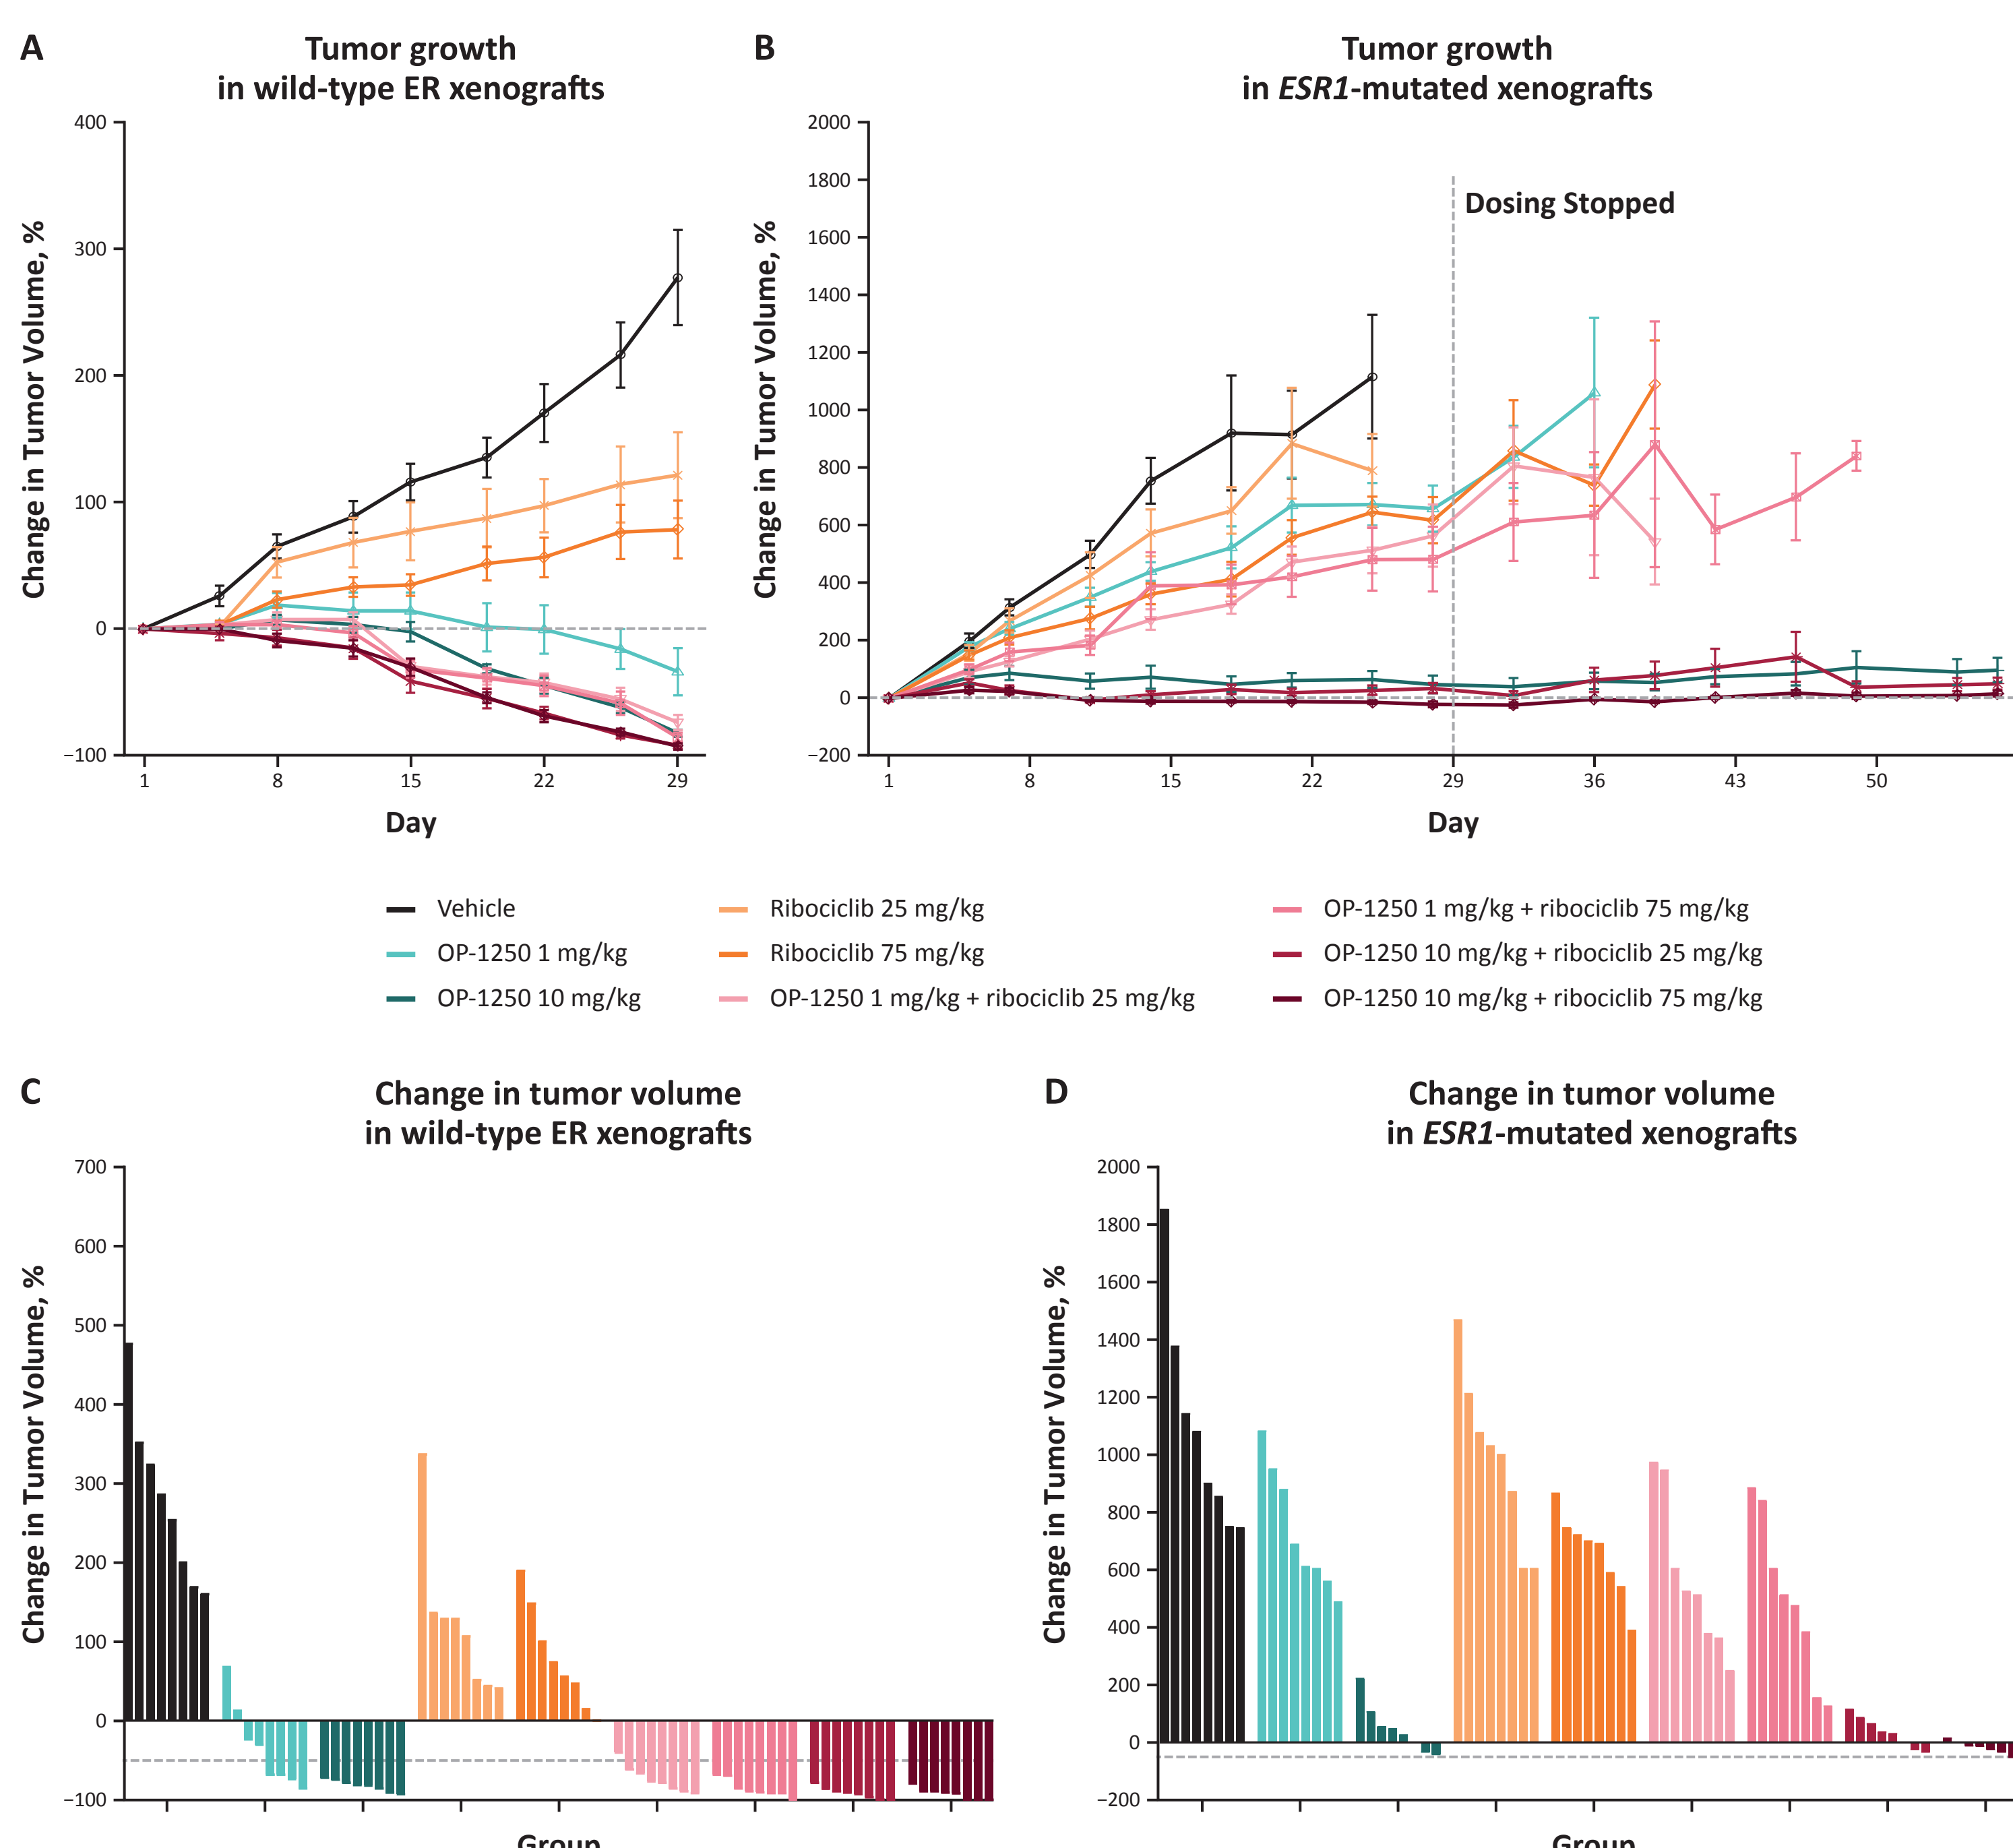 A
Tumor growth
in wild-type ER xenografts
Change in Tumor Volume, %
400
300
200
100
0
−100
1
8
15
22
29
Day
B
Tumor growth
in ESR1-mutated xenografts
Change in Tumor Volume, %
2000
1800
1600
1400
1200
1000
800
600
400
200
0
−200
Dosing Stopped
1
8
15
22
29
36
43
50
Day
Vehicle
OP-1250 1 mg/kg
OP-1250 10 mg/kg
Ribociclib 25 mg/kg
Ribociclib 75 mg/kg
OP-1250 1 mg/kg + ribociclib 25 mg/kg
OP-1250 1 mg/kg + ribociclib 75 mg/kg
OP-1250 10 mg/kg + ribociclib 25 mg/kg
OP-1250 10 mg/kg + ribociclib 75 mg/kg
C
Change in tumor volume
in wild-type ER xenografts
Change in Tumor Volume, %
700
600
500
400
300
200
100
0
−100
Group
D
Change in tumor volume
in ESR1-mutated xenografts
Change in Tumor Volume, %
2000
1800
1600
1400
1200
1000
800
600
400
200
0
−200
Group